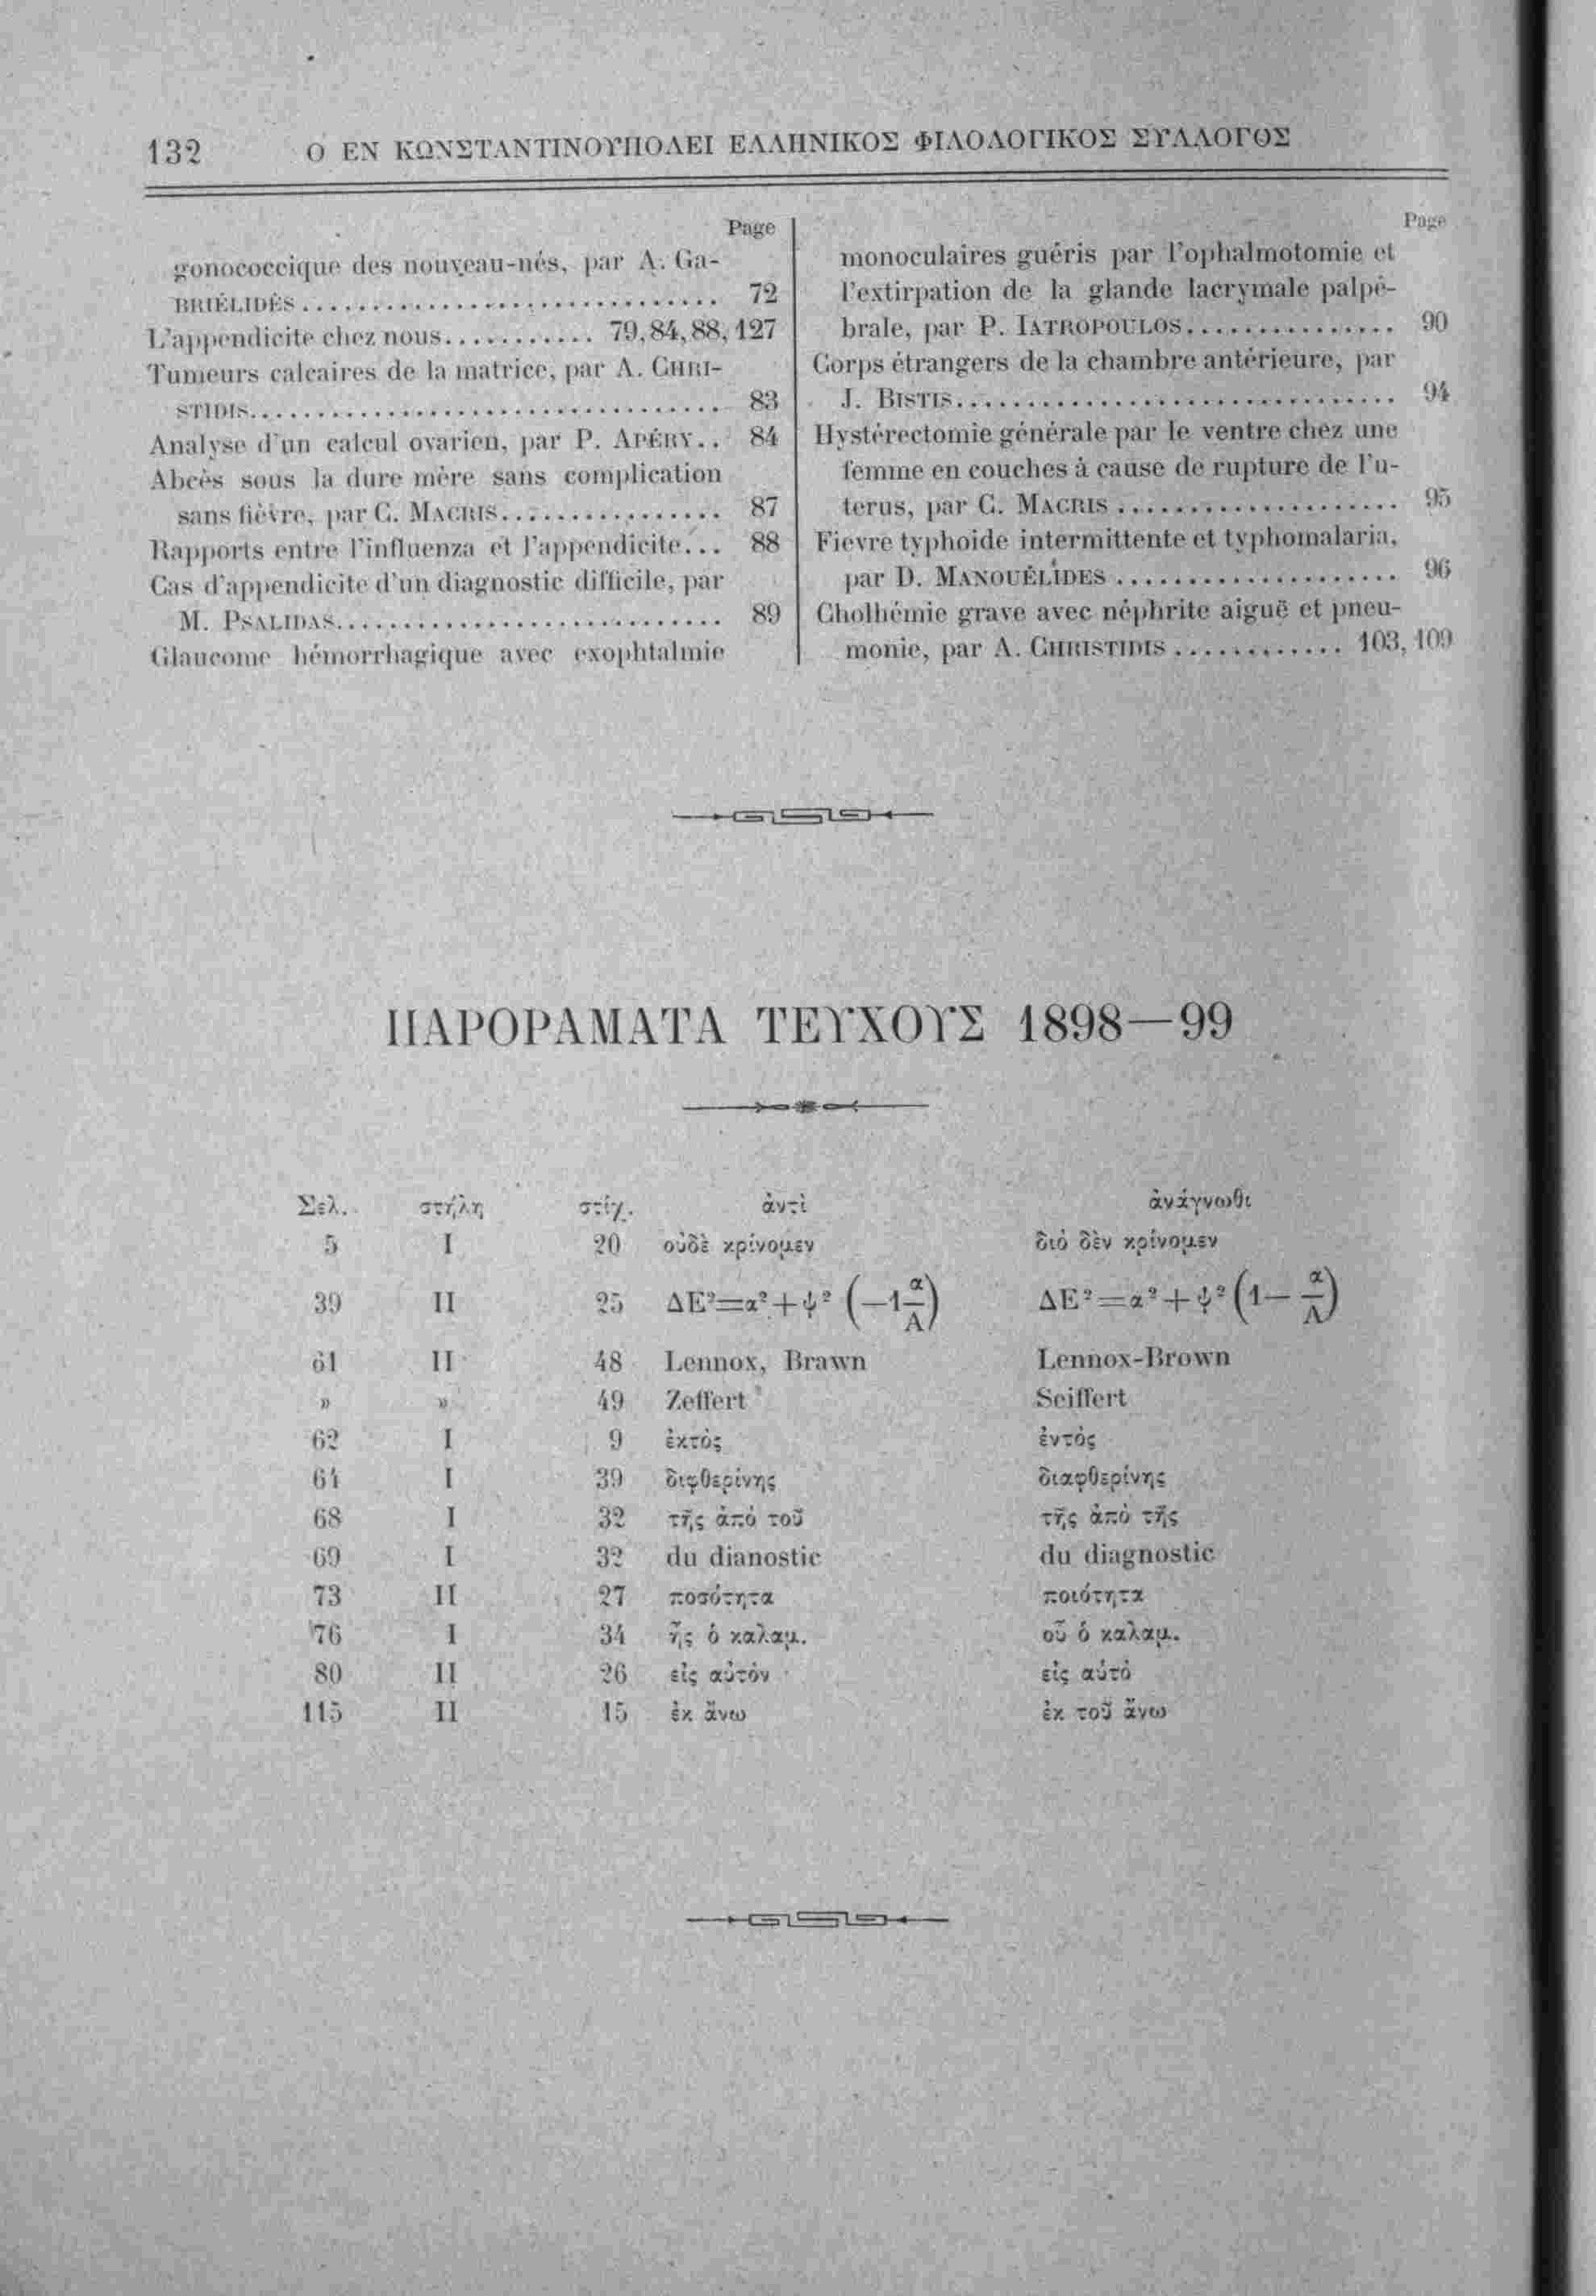 132 Ο ΕΝ ΚΩΝΣΤΑΝΤΙΝΟΥΠΟΛΕΙ ΕΛΛΗΝΙΚΟΣ ΦΙΛΟΛΟΓΙΚΟΣ ΣΥΛΛΟΓΟΣ
Page
gonococcique des nouveau-nés, par A. Ga-
BRIÉLIDÈS.............................. 72
L'appendicite chez nous........... 79,84,88,127
Tumeurs calcaires de la matrice, par A. CHRI-
STIDIS.................................. 83
Analyse d'un calcul ovarien, par P. APÉRY.. 84
Abcès sous la dure mère sans complication
sans fièvre, par C. MACRIS................ 87
Rapports entre l'influenza et l'appendicite... 88
Cas d'appendicite d'un diagnostic difficile, par
M. PSALIDAS............................ 89
Glaucome hémorrhagique avec exophtalmie
Page
monoculaires guéris par l'ophalmotomie et
l'extirpation de la glande lacrymale palpé-
brale, par P. IATROPOULOS............... 90
Corps étrangers de la chambre antérieure, par
J. BISTIS............................... 94
Hystérectomie générale par le ventre chez une
femme en couches à cause de rupture de l'u-
terus, par C. MACRIS.................... 95
Fievre typhoide intermittente et typhomalaria,
par D. MANOUÉLIDES.................... 96
Cholhémie grave avec néphrite aiguë et pneu-
monie, par A. CHRISTIDIS............ 103, 109
ΠΑΡΟΡΑΜΑΤΑ ΤΕΥΧΟΥΣ 1898—99
Σελ. στήλη στίχ. ἀντὶ ἀνάγνωθι
5 I 20 οὐδὲ κρίνομεν διὸ δὲν κρίνομεν
39 II 25 ΔΕ²=α²+ψ² (—1 α/Α) ΔΕ²=α²+ψ² (1— α/Α)
61 II 48 Lennox, Brawn Lennox-Brown
» » 49 Zeffert Seiffert
62 I 9 ἐκτὸς ἐντὸς
64 I 39 διφθερίνης διαφθερίνης
68 I 32 τῆς ἀπὸ τοῦ τῆς ἀπὸ τῆς
69 I 32 du dianostic du diagnostic
73 II 27 ποσότητα ποιότητα
76 I 34 ἧς ὁ καλαμ. οὗ ὁ καλαμ.
80 II 26 εἰς αὐτόν εἰς αὐτό
115 II 15 ἐκ ἄνω ἐκ τοῦ ἄνω